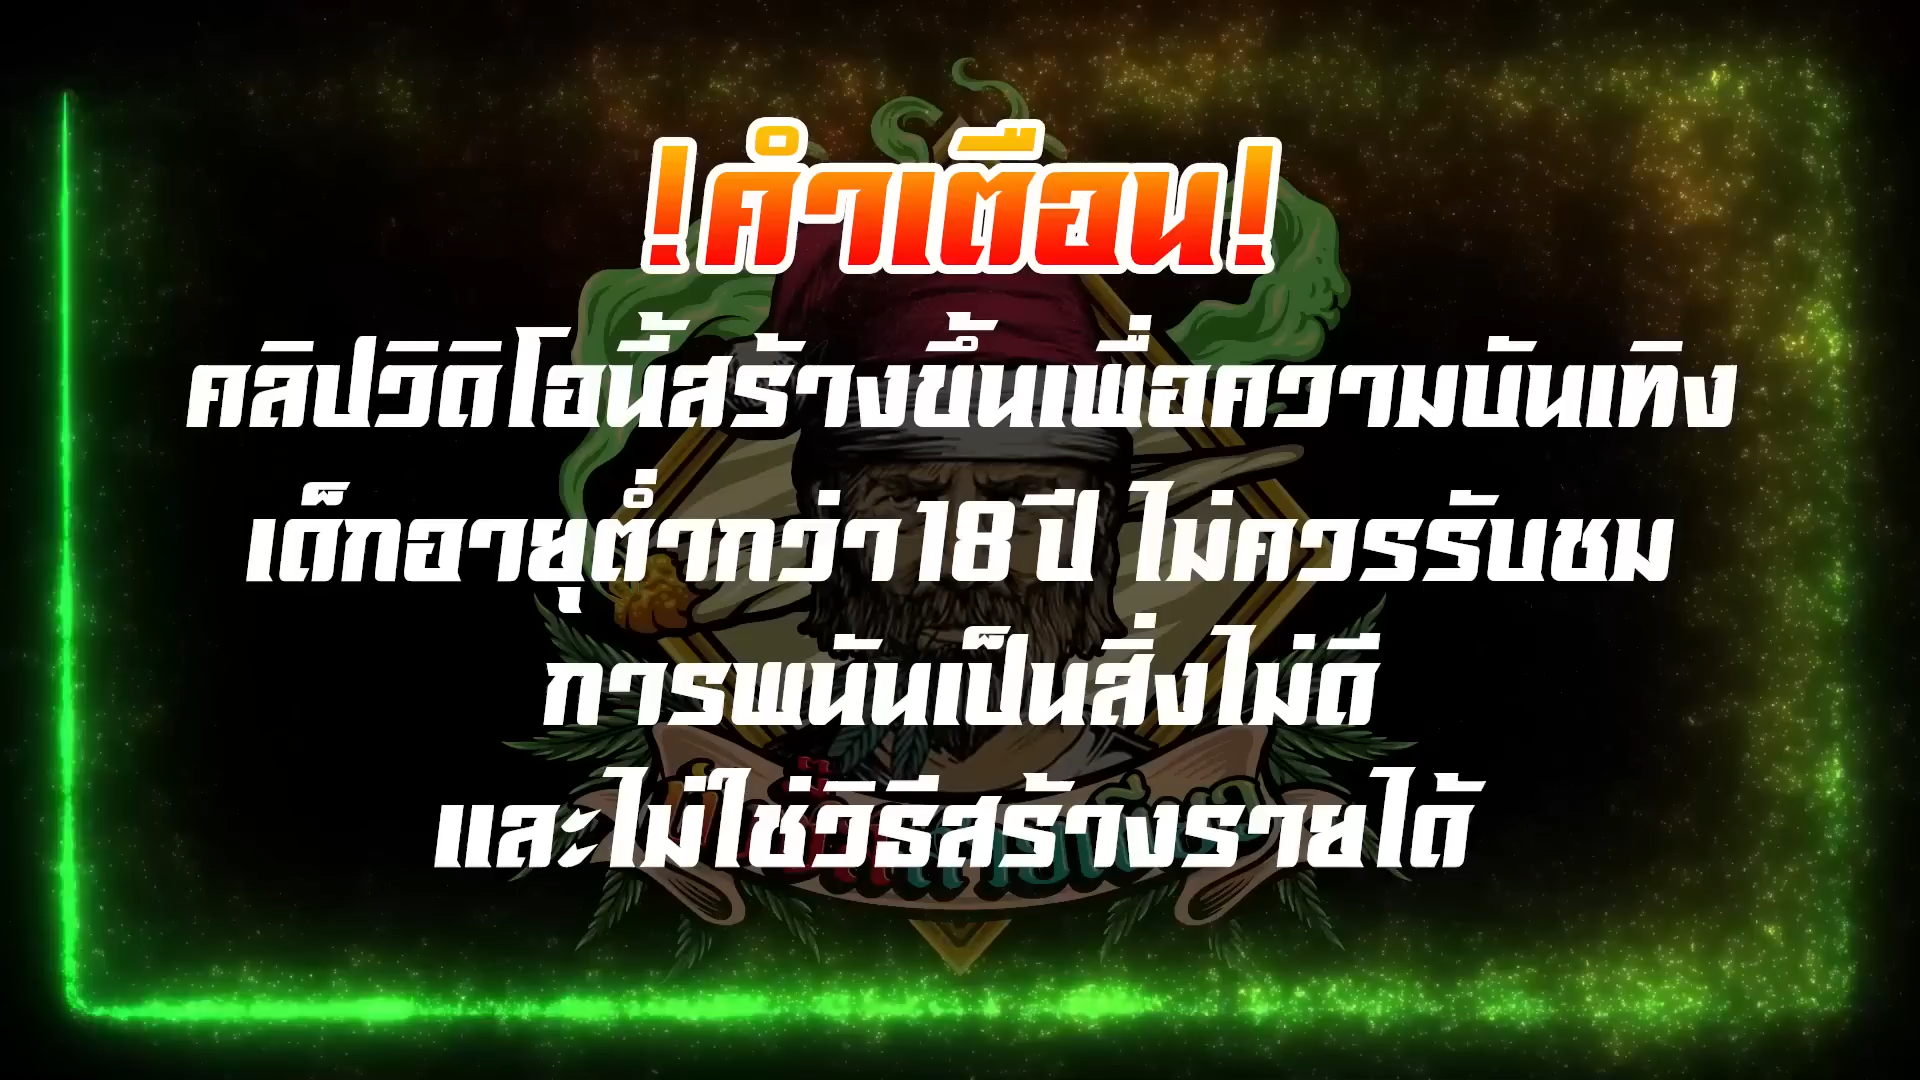 !คำเตือน!
คลิปวิดิโอนี้สร้างขึ้นเพื่อความบันเทิง
เด็กอายุต่ำกว่า 18 ปี ไม่ควรรับชม
การพนันเป็นสิ่งไม่ดี
และไม่ใช่วิธีสร้างรายได้